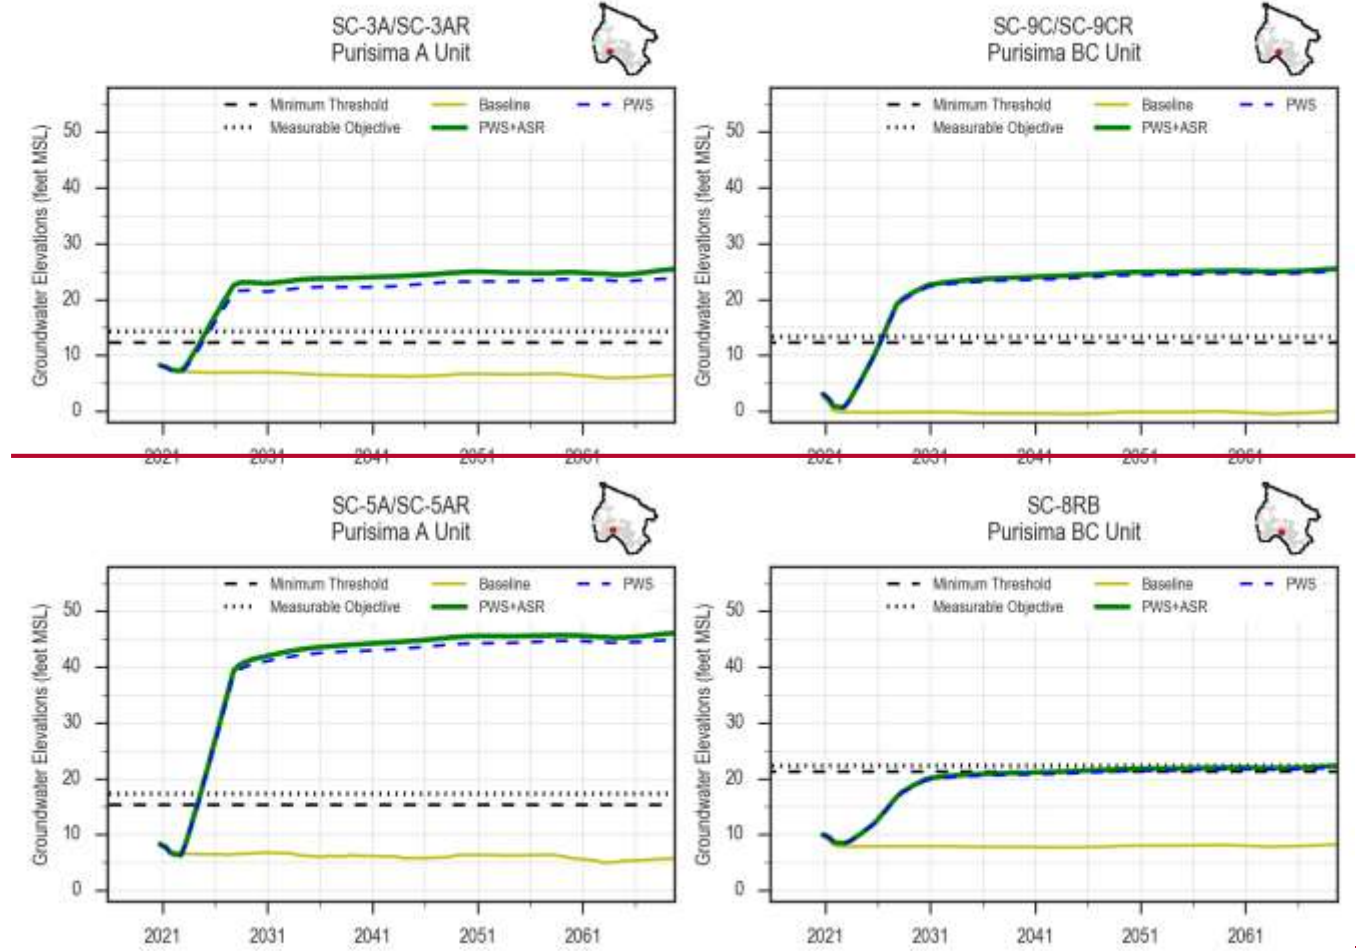 SC-3A/SC-3AR
Purisima A Unit
Minimum Threshold
Baseline
PWS
Measurable Objective
PWS+ASR
Groundwater Elevations (feet MSL)
50
40
30
20
10
0
2021 2031 2041 2051 2061
SC-9C/SC-9CR
Purisima BC Unit
Minimum Threshold
Baseline
PWS
Measurable Objective
PWS+ASR
Groundwater Elevations (feet MSL)
50
40
30
20
10
0
2021 2031 2041 2051 2061
SC-5A/SC-5AR
Purisima A Unit
Minimum Threshold
Baseline
PWS
Measurable Objective
PWS+ASR
Groundwater Elevations (feet MSL)
50
40
30
20
10
0
2021 2031 2041 2051 2061
SC-8RB
Purisima BC Unit
Minimum Threshold
Baseline
PWS
Measurable Objective
PWS+ASR
Groundwater Elevations (feet MSL)
50
40
30
20
10
0
2021 2031 2041 2051 2061